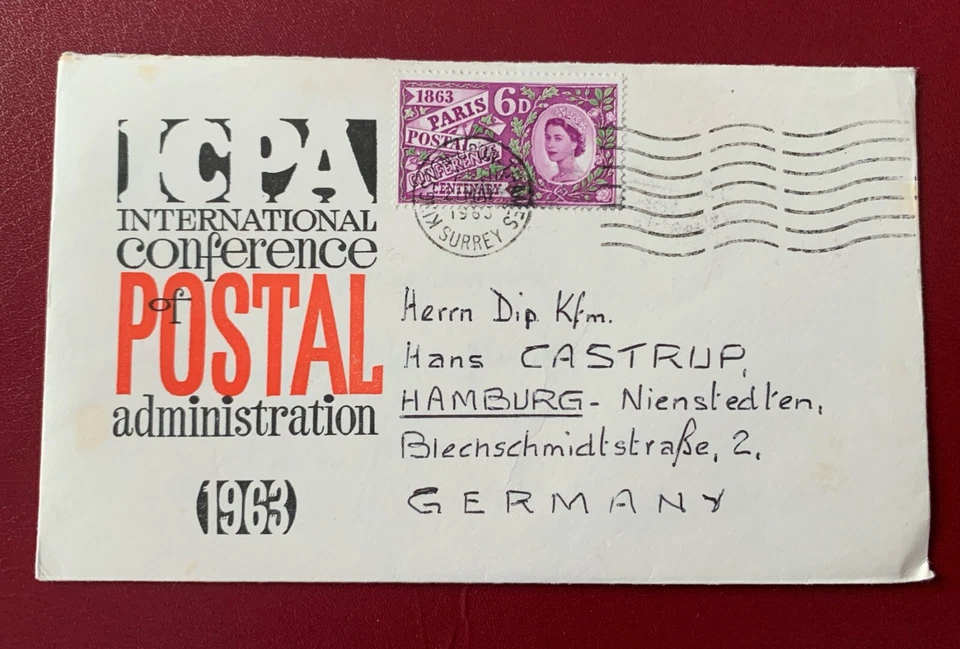 ICPA
INTERNATIONAL
conference
of
POSTAL
administration
(1963)
1863
PARIS
POSTAL
CONFERENCE
CENTENARY
6D
1963
SURREY
Herrn Dip. Kfm.
Hans CASTRUP,
HAMBURG - Nienstedten,
Blechschmidtstraße, 2.
GERMANY